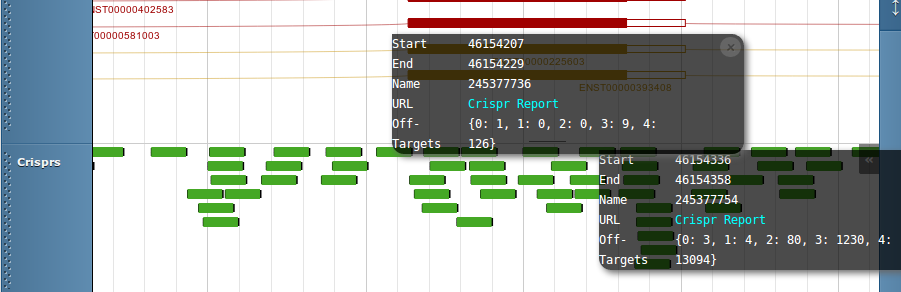 NST00000402583
T00000581003
Start 46154207
End 46154229
Name 245377736
URL Crispr Report
Off- {0: 1, 1: 0, 2: 0, 3: 9, 4:
Targets 126}
0000225603
ENST00000393408
Crisprs
Start 46154336
End 46154358
Name 245377754
URL Crispr Report
Off- {0: 3, 1: 4, 2: 80, 3: 1230, 4:
Targets 13094}